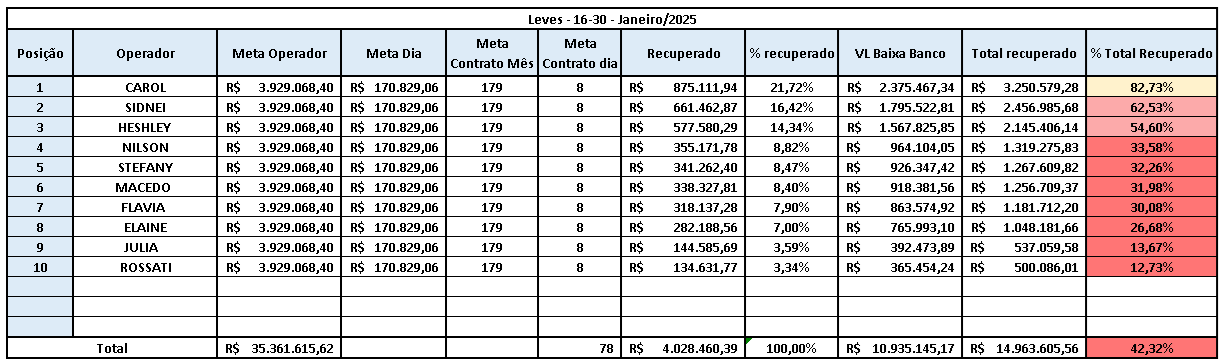 Leves - 16-30 - Janeiro/2025
Posição Operador Meta Operador Meta Dia Meta Contrato Mês Meta Contrato dia Recuperado % recuperado VL Baixa Banco Total recuperado % Total Recuperado
1 CAROL R$ 3.929.068,40 R$ 170.829,06 179 8 R$ 875.111,94 21,72% R$ 2.375.467,34 R$ 3.250.579,28 82,73%
2 SIDNEI R$ 3.929.068,40 R$ 170.829,06 179 8 R$ 661.462,87 16,42% R$ 1.795.522,81 R$ 2.456.985,68 62,53%
3 HESHLEY R$ 3.929.068,40 R$ 170.829,06 179 8 R$ 577.580,29 14,34% R$ 1.567.825,85 R$ 2.145.406,14 54,60%
4 NILSON R$ 3.929.068,40 R$ 170.829,06 179 8 R$ 355.171,78 8,82% R$ 964.104,05 R$ 1.319.275,83 33,58%
5 STEFANY R$ 3.929.068,40 R$ 170.829,06 179 8 R$ 341.262,40 8,47% R$ 926.347,42 R$ 1.267.609,82 32,26%
6 MACEDO R$ 3.929.068,40 R$ 170.829,06 179 8 R$ 338.327,81 8,40% R$ 918.381,56 R$ 1.256.709,37 31,98%
7 FLAVIA R$ 3.929.068,40 R$ 170.829,06 179 8 R$ 318.137,28 7,90% R$ 863.574,92 R$ 1.181.712,20 30,08%
8 ELAINE R$ 3.929.068,40 R$ 170.829,06 179 8 R$ 282.188,56 7,00% R$ 765.993,10 R$ 1.048.181,66 26,68%
9 JULIA R$ 3.929.068,40 R$ 170.829,06 179 8 R$ 144.585,69 3,59% R$ 392.473,89 R$ 537.059,58 13,67%
10 ROSSATI R$ 3.929.068,40 R$ 170.829,06 179 8 R$ 134.631,77 3,34% R$ 365.454,24 R$ 500.086,01 12,73%
Total R$ 35.361.615,62 78 R$ 4.028.460,39 100,00% R$ 10.935.145,17 R$ 14.963.605,56 42,32%